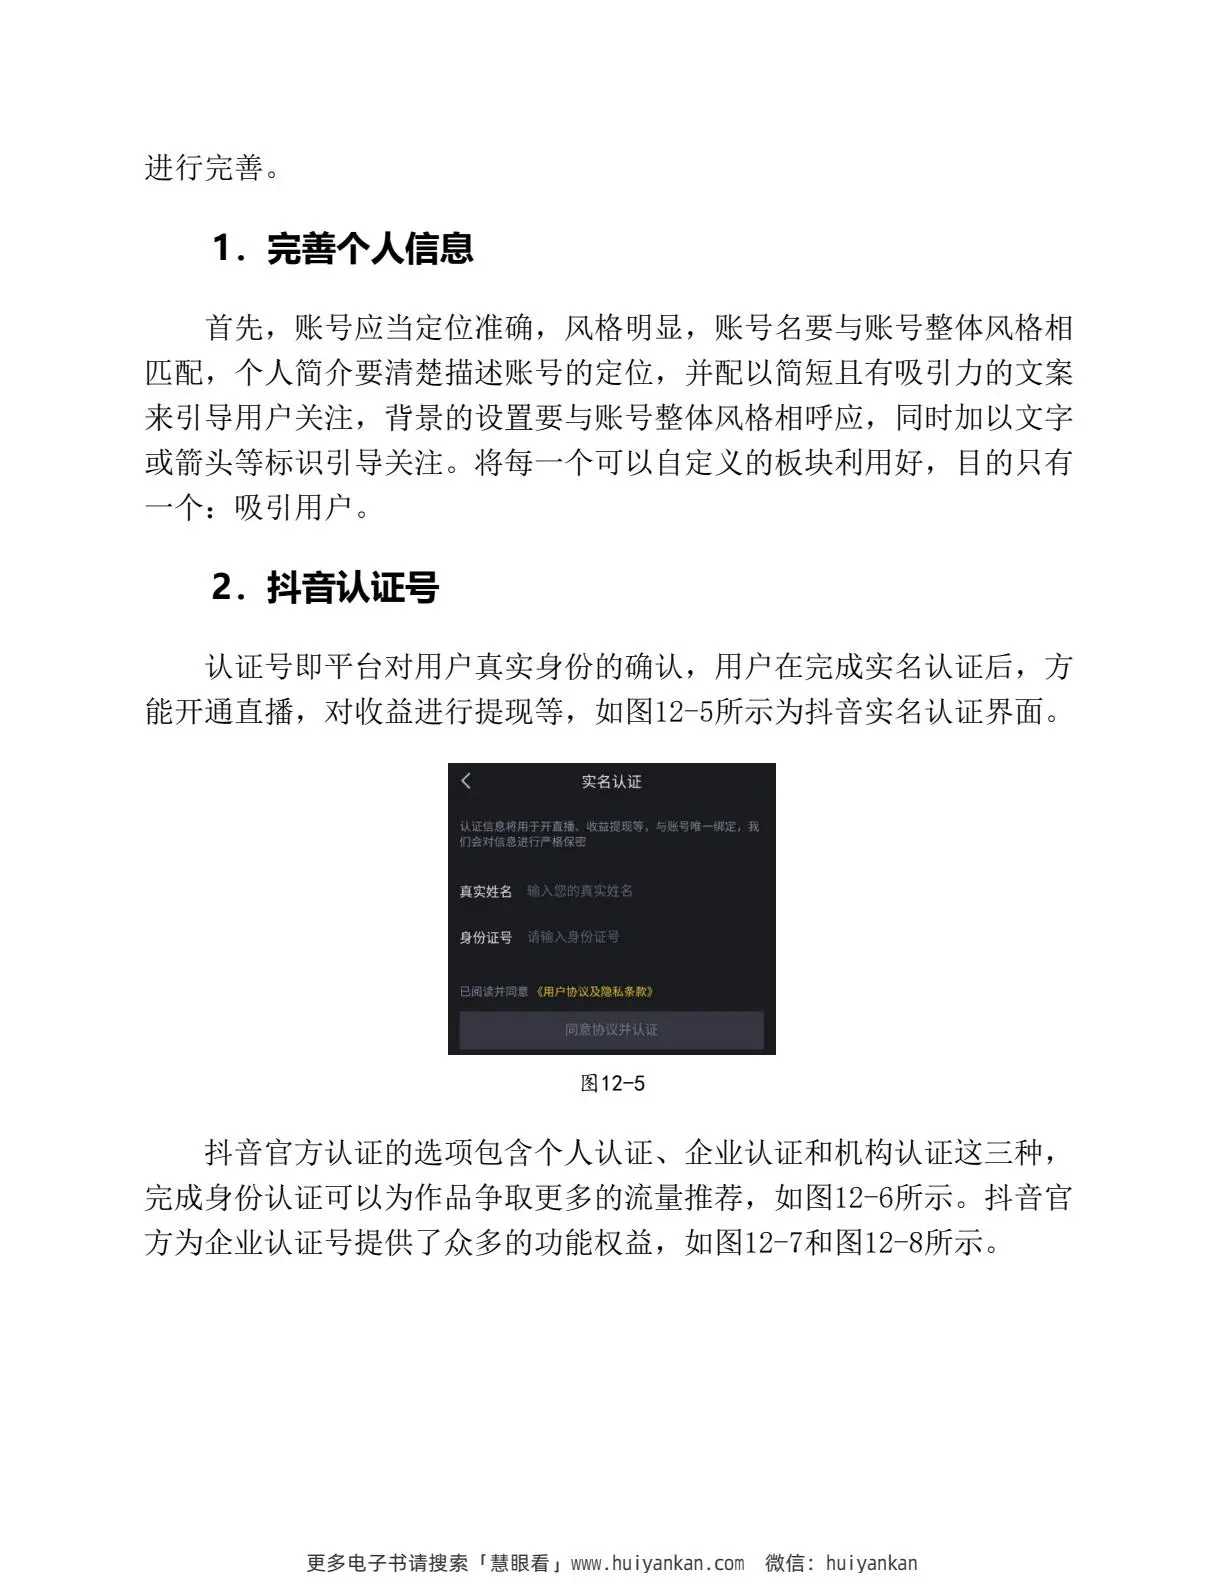 进行完善。
1．完善个人信息
首先，账号应当定位准确，风格明显，账号名要与账号整体风格相
匹配，个人简介要清楚描述账号的定位，并配以简短且有吸引力的文案
来引导用户关注，背景的设置要与账号整体风格相呼应，同时加以文字
或箭头等标识引导关注。将每一个可以自定义的板块利用好，目的只有
一个：吸引用户。
2．抖音认证号
认证号即平台对用户真实身份的确认，用户在完成实名认证后，方
能开通直播，对收益进行提现等，如图12-5所示为抖音实名认证界面。
实名认证
认证信息将用于开直播、收益提现等，与账号唯一绑定，我
们会对信息进行严格保密
真实姓名 输入您的真实姓名
身份证号 请输入身份证号
已阅读并同意《用户协议及隐私条款》
同意协议并认证
图12-5
抖音官方认证的选项包含个人认证、企业认证和机构认证这三种，
完成身份认证可以为作品争取更多的流量推荐，如图12-6所示。抖音官
方为企业认证号提供了众多的功能权益，如图12-7和图12-8所示。
更多电子书请搜索「慧眼看」www.huiyankan.com 微信：huiyankan